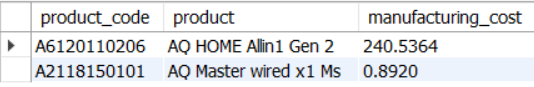 product_code product manufacturing_cost
A6120110206 AQ HOME Allin1 Gen 2 240.5364
A2118150101 AQ Master wired x1 Ms 0.8920